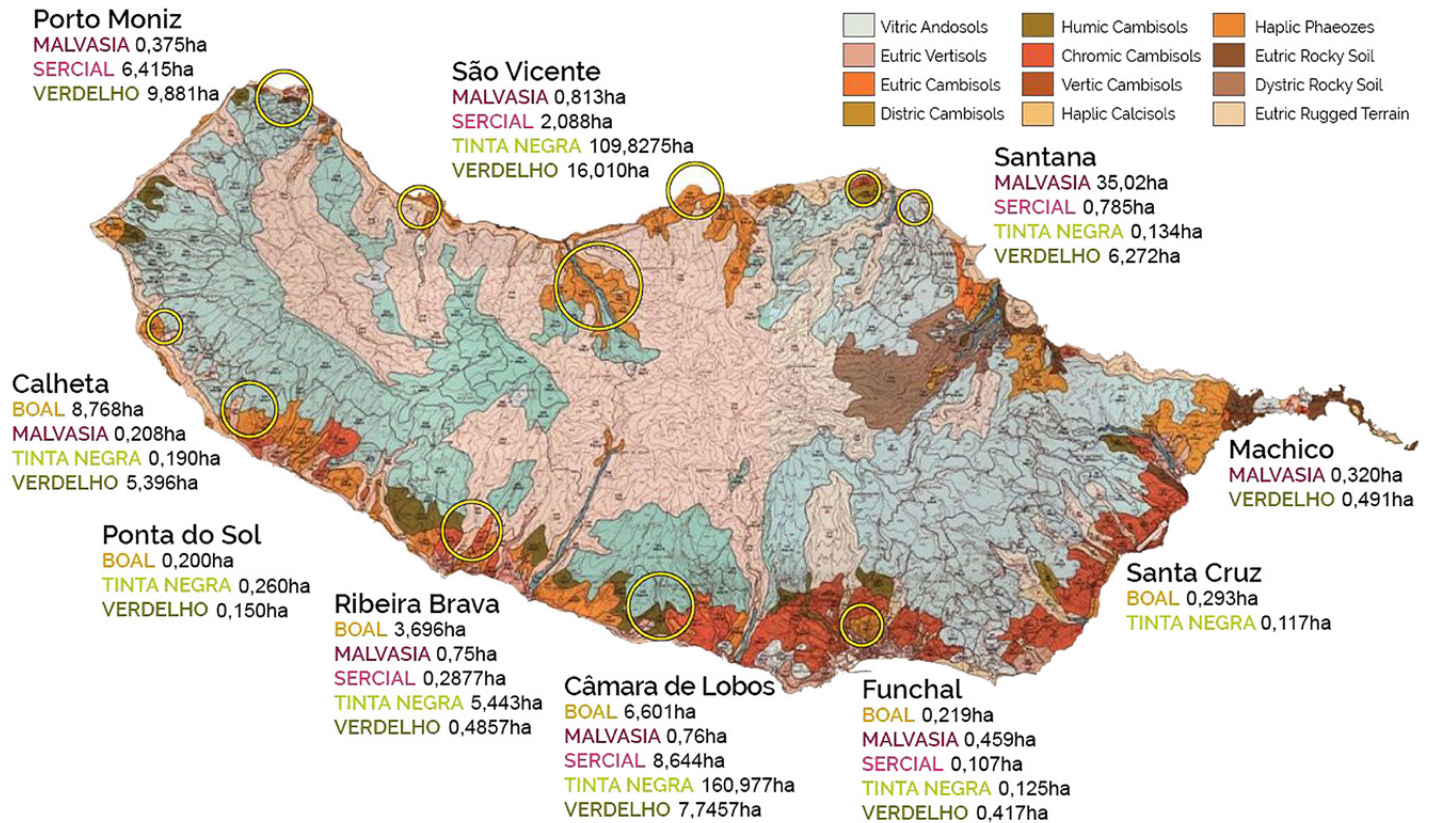 Porto Moniz
MALVASIA 0,375ha
SERCIAL 6,415ha
VERDELHO 9,881ha
São Vicente
MALVASIA 0,813ha
SERCIAL 2,088ha
TINTA NEGRA 109,8275ha
VERDELHO 16,010ha
Vitric Andosols
Eutric Vertisols
Eutric Cambisols
Distric Cambisols
Humic Cambisols
Chromic Cambisols
Vertic Cambisols
Haplic Calcisols
Haplic Phaeozes
Eutric Rocky Soil
Dystric Rocky Soil
Eutric Rugged Terrain
Santana
MALVASIA 35,02ha
SERCIAL 0,785ha
TINTA NEGRA 0,134ha
VERDELHO 6,272ha
Calheta
BOAL 8,768ha
MALVASIA 0,208ha
TINTA NEGRA 0,190ha
VERDELHO 5,396ha
Machico
MALVASIA 0,320ha
VERDELHO 0,491ha
Ponta do Sol
BOAL 0,200ha
TINTA NEGRA 0,260ha
VERDELHO 0,150ha
Santa Cruz
BOAL 0,293ha
TINTA NEGRA 0,117ha
Ribeira Brava
BOAL 3,696ha
MALVASIA 0,75ha
SERCIAL 0,2877ha
TINTA NEGRA 5,443ha
VERDELHO 0,4857ha
Câmara de Lobos
BOAL 6,601ha
MALVASIA 0,76ha
SERCIAL 8,644ha
TINTA NEGRA 160,977ha
VERDELHO 7,7457ha
Funchal
BOAL 0,219ha
MALVASIA 0,459ha
SERCIAL 0,107ha
TINTA NEGRA 0,125ha
VERDELHO 0,417ha